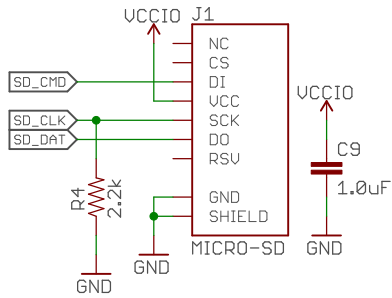 VCCIO
J1
NC
CS
SD_CMD
DI
VCC
VCCIO
SD_CLK
SCK
SD_DAT
DO
RSV
C9
1.0uF
R4
2.2k
GND
SHIELD
MICRO-SD
GND
GND
GND